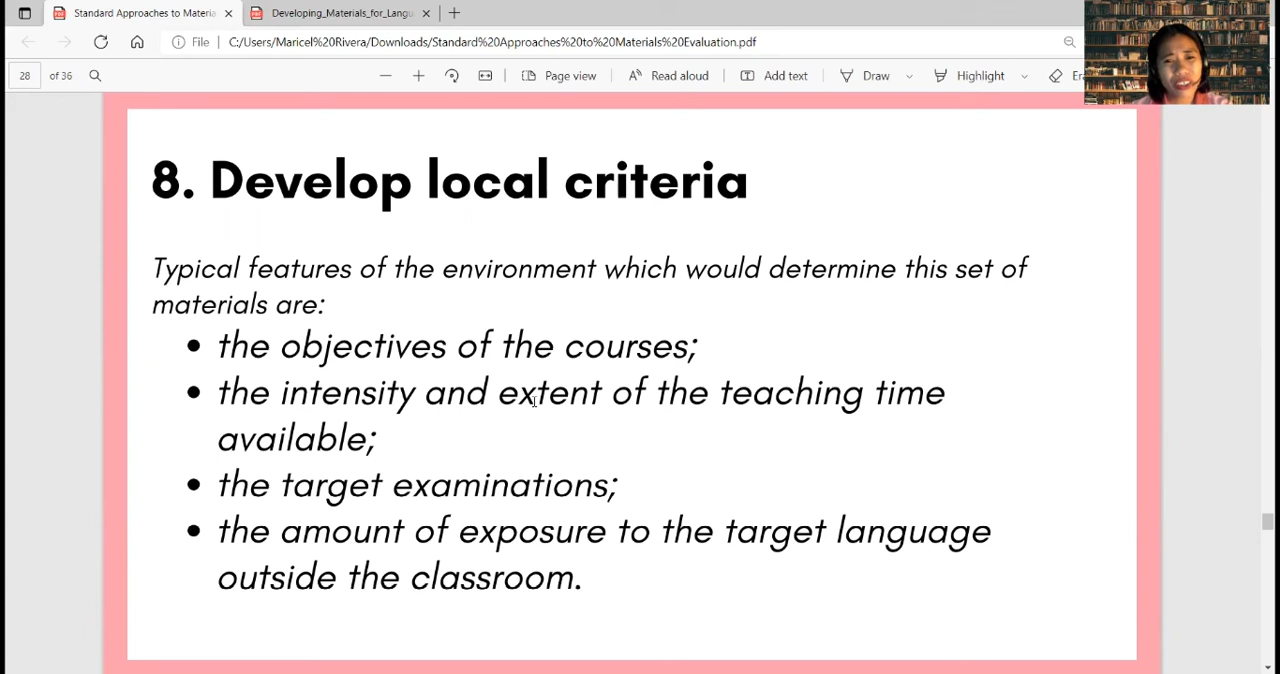 Standard Approaches to Materia
Developing_Materials_for_Langu
File
C:/Users/Maricel%20Rivera/Downloads/Standard%20Approaches%20to%20Materials%20Evaluation.pdf
28 of 36
Page view
Read aloud
Add text
Draw
Highlight
Era
8. Develop local criteria
Typical features of the environment which would determine this set of
materials are:
• the objectives of the courses;
• the intensity and extent of the teaching time
available;
• the target examinations;
• the amount of exposure to the target language
outside the classroom.